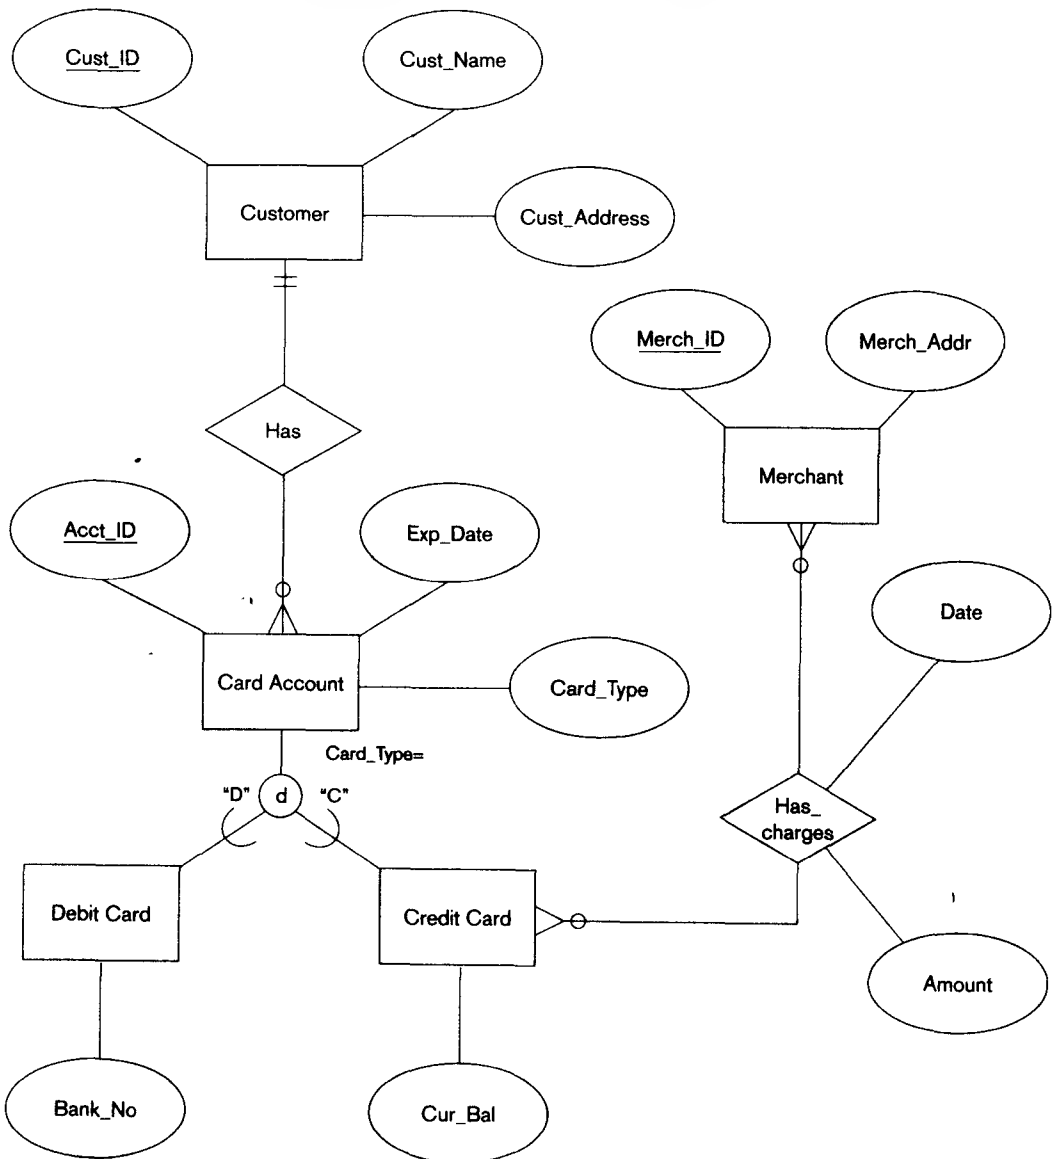 Cust_ID
Cust_Name
Customer
Cust_Address
Merch_ID
Merch_Addr
Has
Merchant
Acct_ID
Exp_Date
Date
Card Account
Card_Type
Card_Type=
"D"
d
"C"
Has_
charges
Debit Card
Credit Card
Amount
Bank_No
Cur_Bal